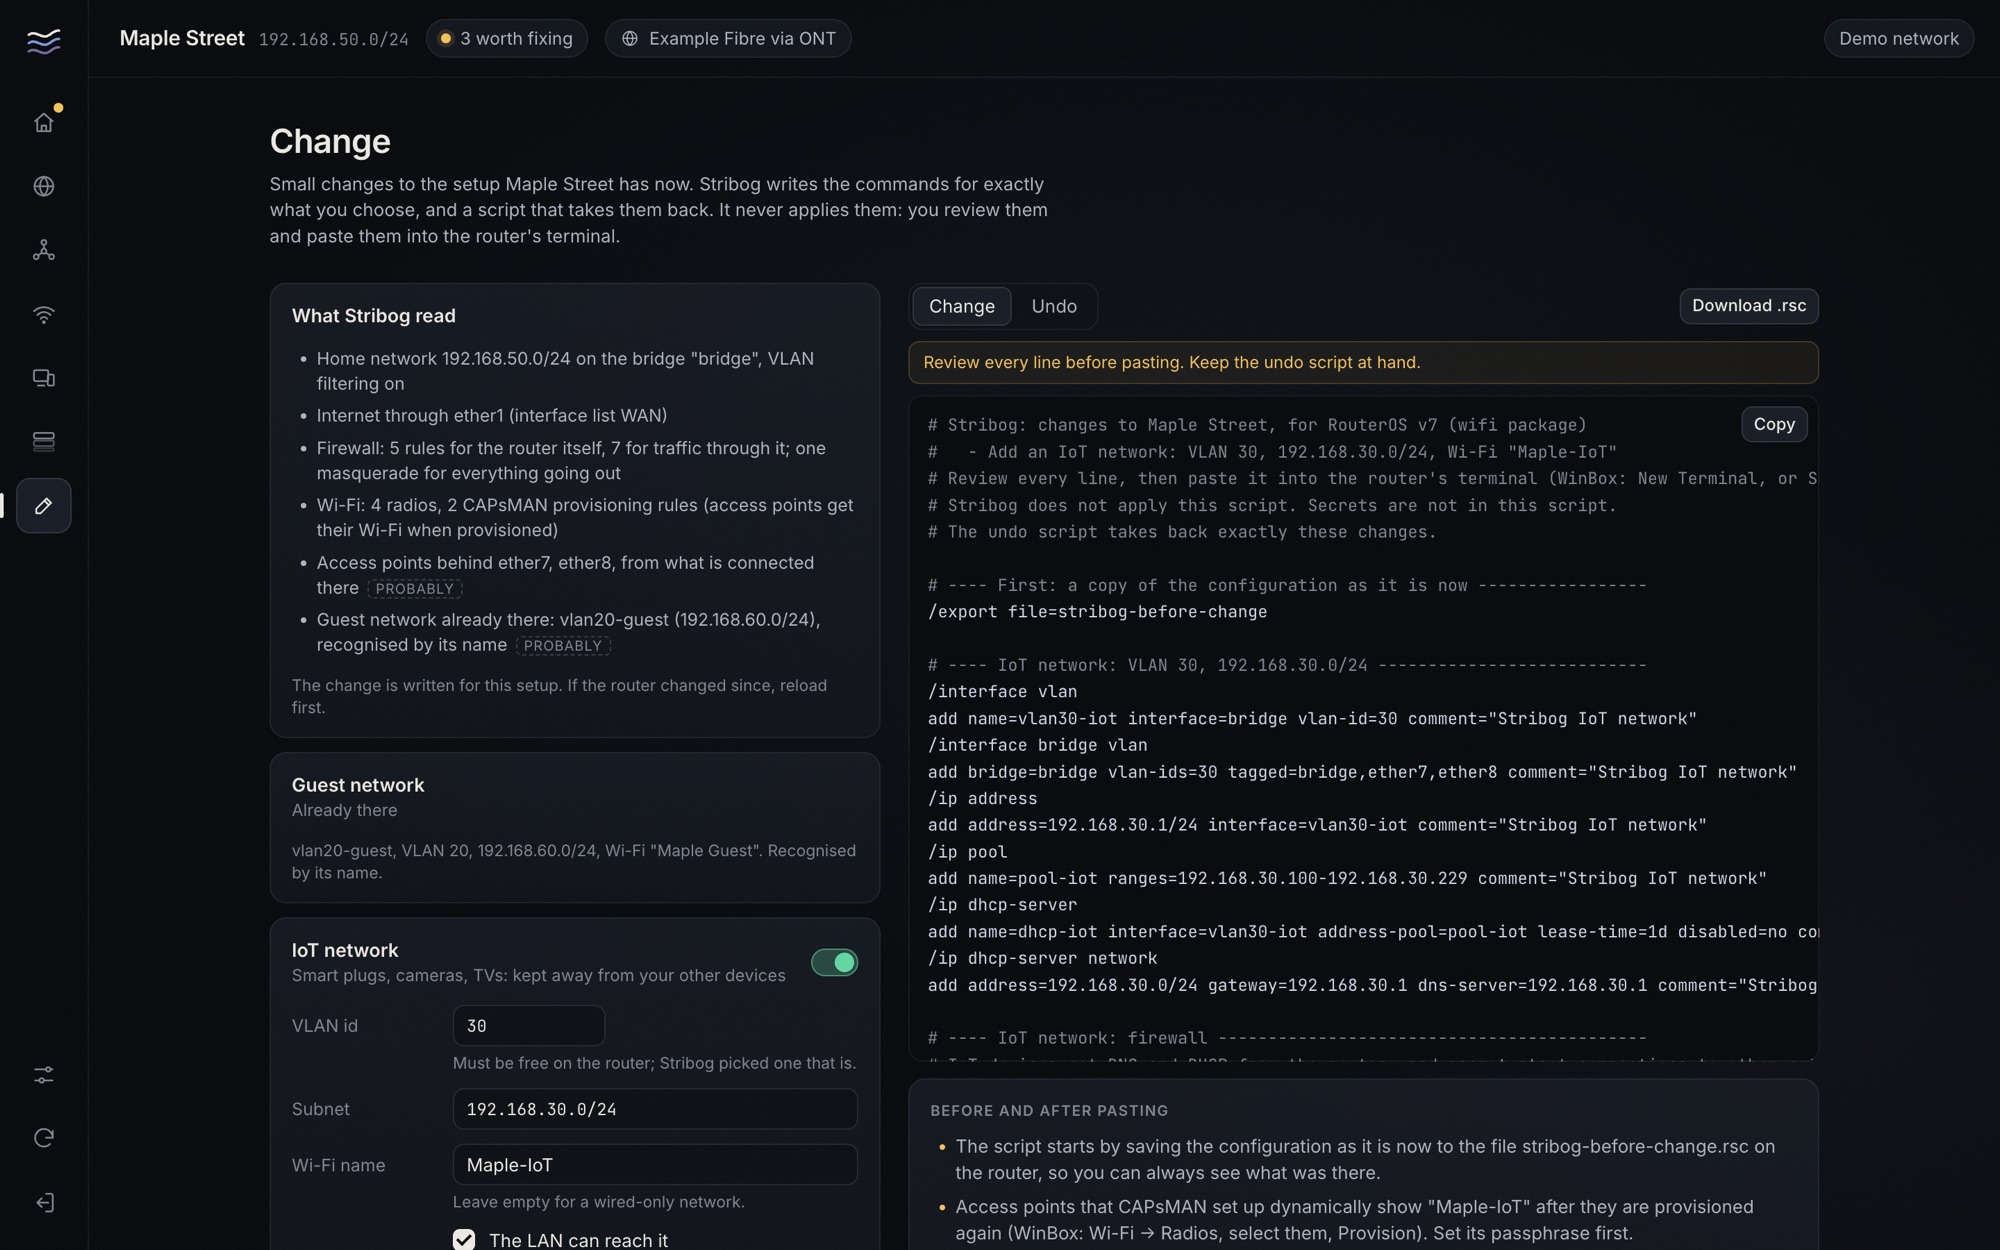 Maple Street 192.168.50.0/24 3 worth fixing Example Fibre via ONT Demo network
Change
Small changes to the setup Maple Street has now. Stribog writes the commands for exactly
what you choose, and a script that takes them back. It never applies them: you review them
and paste them into the router's terminal.
What Stribog read
• Home network 192.168.50.0/24 on the bridge "bridge", VLAN
filtering on
• Internet through ether1 (interface list WAN)
• Firewall: 5 rules for the router itself, 7 for traffic through it; one
masquerade for everything going out
• Wi-Fi: 4 radios, 2 CAPsMAN provisioning rules (access points get
their Wi-Fi when provisioned)
• Access points behind ether7, ether8, from what is connected
there PROBABLY
• Guest network already there: vlan20-guest (192.168.60.0/24),
recognised by its name PROBABLY
The change is written for this setup. If the router changed since, reload
first.
Guest network
Already there
vlan20-guest, VLAN 20, 192.168.60.0/24, Wi-Fi "Maple Guest". Recognised
by its name.
IoT network
Smart plugs, cameras, TVs: kept away from your other devices
VLAN id 30
Must be free on the router; Stribog picked one that is.
Subnet 192.168.30.0/24
Wi-Fi name Maple-IoT
Leave empty for a wired-only network.
The LAN can reach it
Change Undo Download .rsc
Review every line before pasting. Keep the undo script at hand.
Copy
# Stribog: changes to Maple Street, for RouterOS v7 (wifi package)
#   - Add an IoT network: VLAN 30, 192.168.30.0/24, Wi-Fi "Maple-IoT"
# Review every line, then paste it into the router's terminal (WinBox: New Terminal, or S
# Stribog does not apply this script. Secrets are not in this script.
# The undo script takes back exactly these changes.
# ---- First: a copy of the configuration as it is now -----------------
/export file=stribog-before-change
# ---- IoT network: VLAN 30, 192.168.30.0/24 ---------------------------
/interface vlan
add name=vlan30-iot interface=bridge vlan-id=30 comment="Stribog IoT network"
/interface bridge vlan
add bridge=bridge vlan-ids=30 tagged=bridge,ether7,ether8 comment="Stribog IoT network"
/ip address
add address=192.168.30.1/24 interface=vlan30-iot comment="Stribog IoT network"
/ip pool
add name=pool-iot ranges=192.168.30.100-192.168.30.229 comment="Stribog IoT network"
/ip dhcp-server
add name=dhcp-iot interface=vlan30-iot address-pool=pool-iot lease-time=1d disabled=no co
/ip dhcp-server network
add address=192.168.30.0/24 gateway=192.168.30.1 dns-server=192.168.30.1 comment="Stribog
# ---- IoT network: firewall -------------------------------------------
BEFORE AND AFTER PASTING
• The script starts by saving the configuration as it is now to the file stribog-before-change.rsc on
the router, so you can always see what was there.
• Access points that CAPsMAN set up dynamically show "Maple-IoT" after they are provisioned
again (WinBox: Wi-Fi → Radios, select them, Provision). Set its passphrase first.